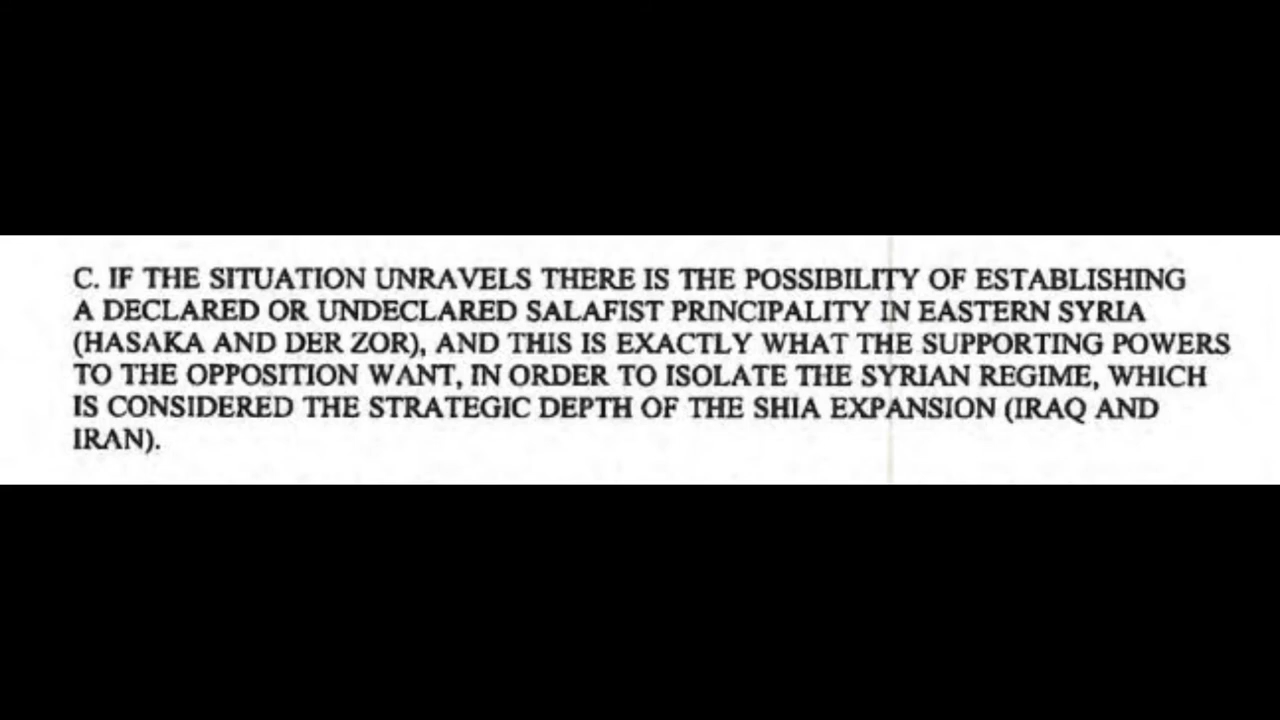 C. IF THE SITUATION UNRAVELS THERE IS THE POSSIBILITY OF ESTABLISHING
A DECLARED OR UNDECLARED SALAFIST PRINCIPALITY IN EASTERN SYRIA
(HASAKA AND DER ZOR), AND THIS IS EXACTLY WHAT THE SUPPORTING POWERS
TO THE OPPOSITION WANT, IN ORDER TO ISOLATE THE SYRIAN REGIME, WHICH
IS CONSIDERED THE STRATEGIC DEPTH OF THE SHIA EXPANSION (IRAQ AND
IRAN).